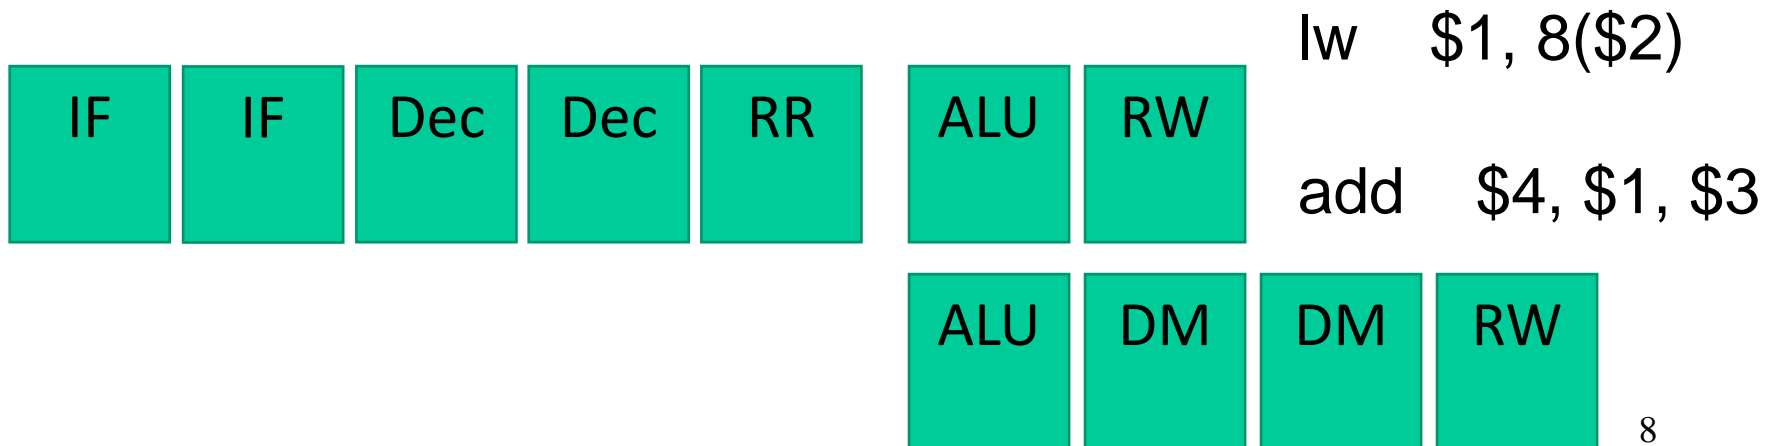 lw $1, 8($2)
IF IF Dec Dec RR ALU RW
add $4, $1, $3
ALU DM DM RW
8